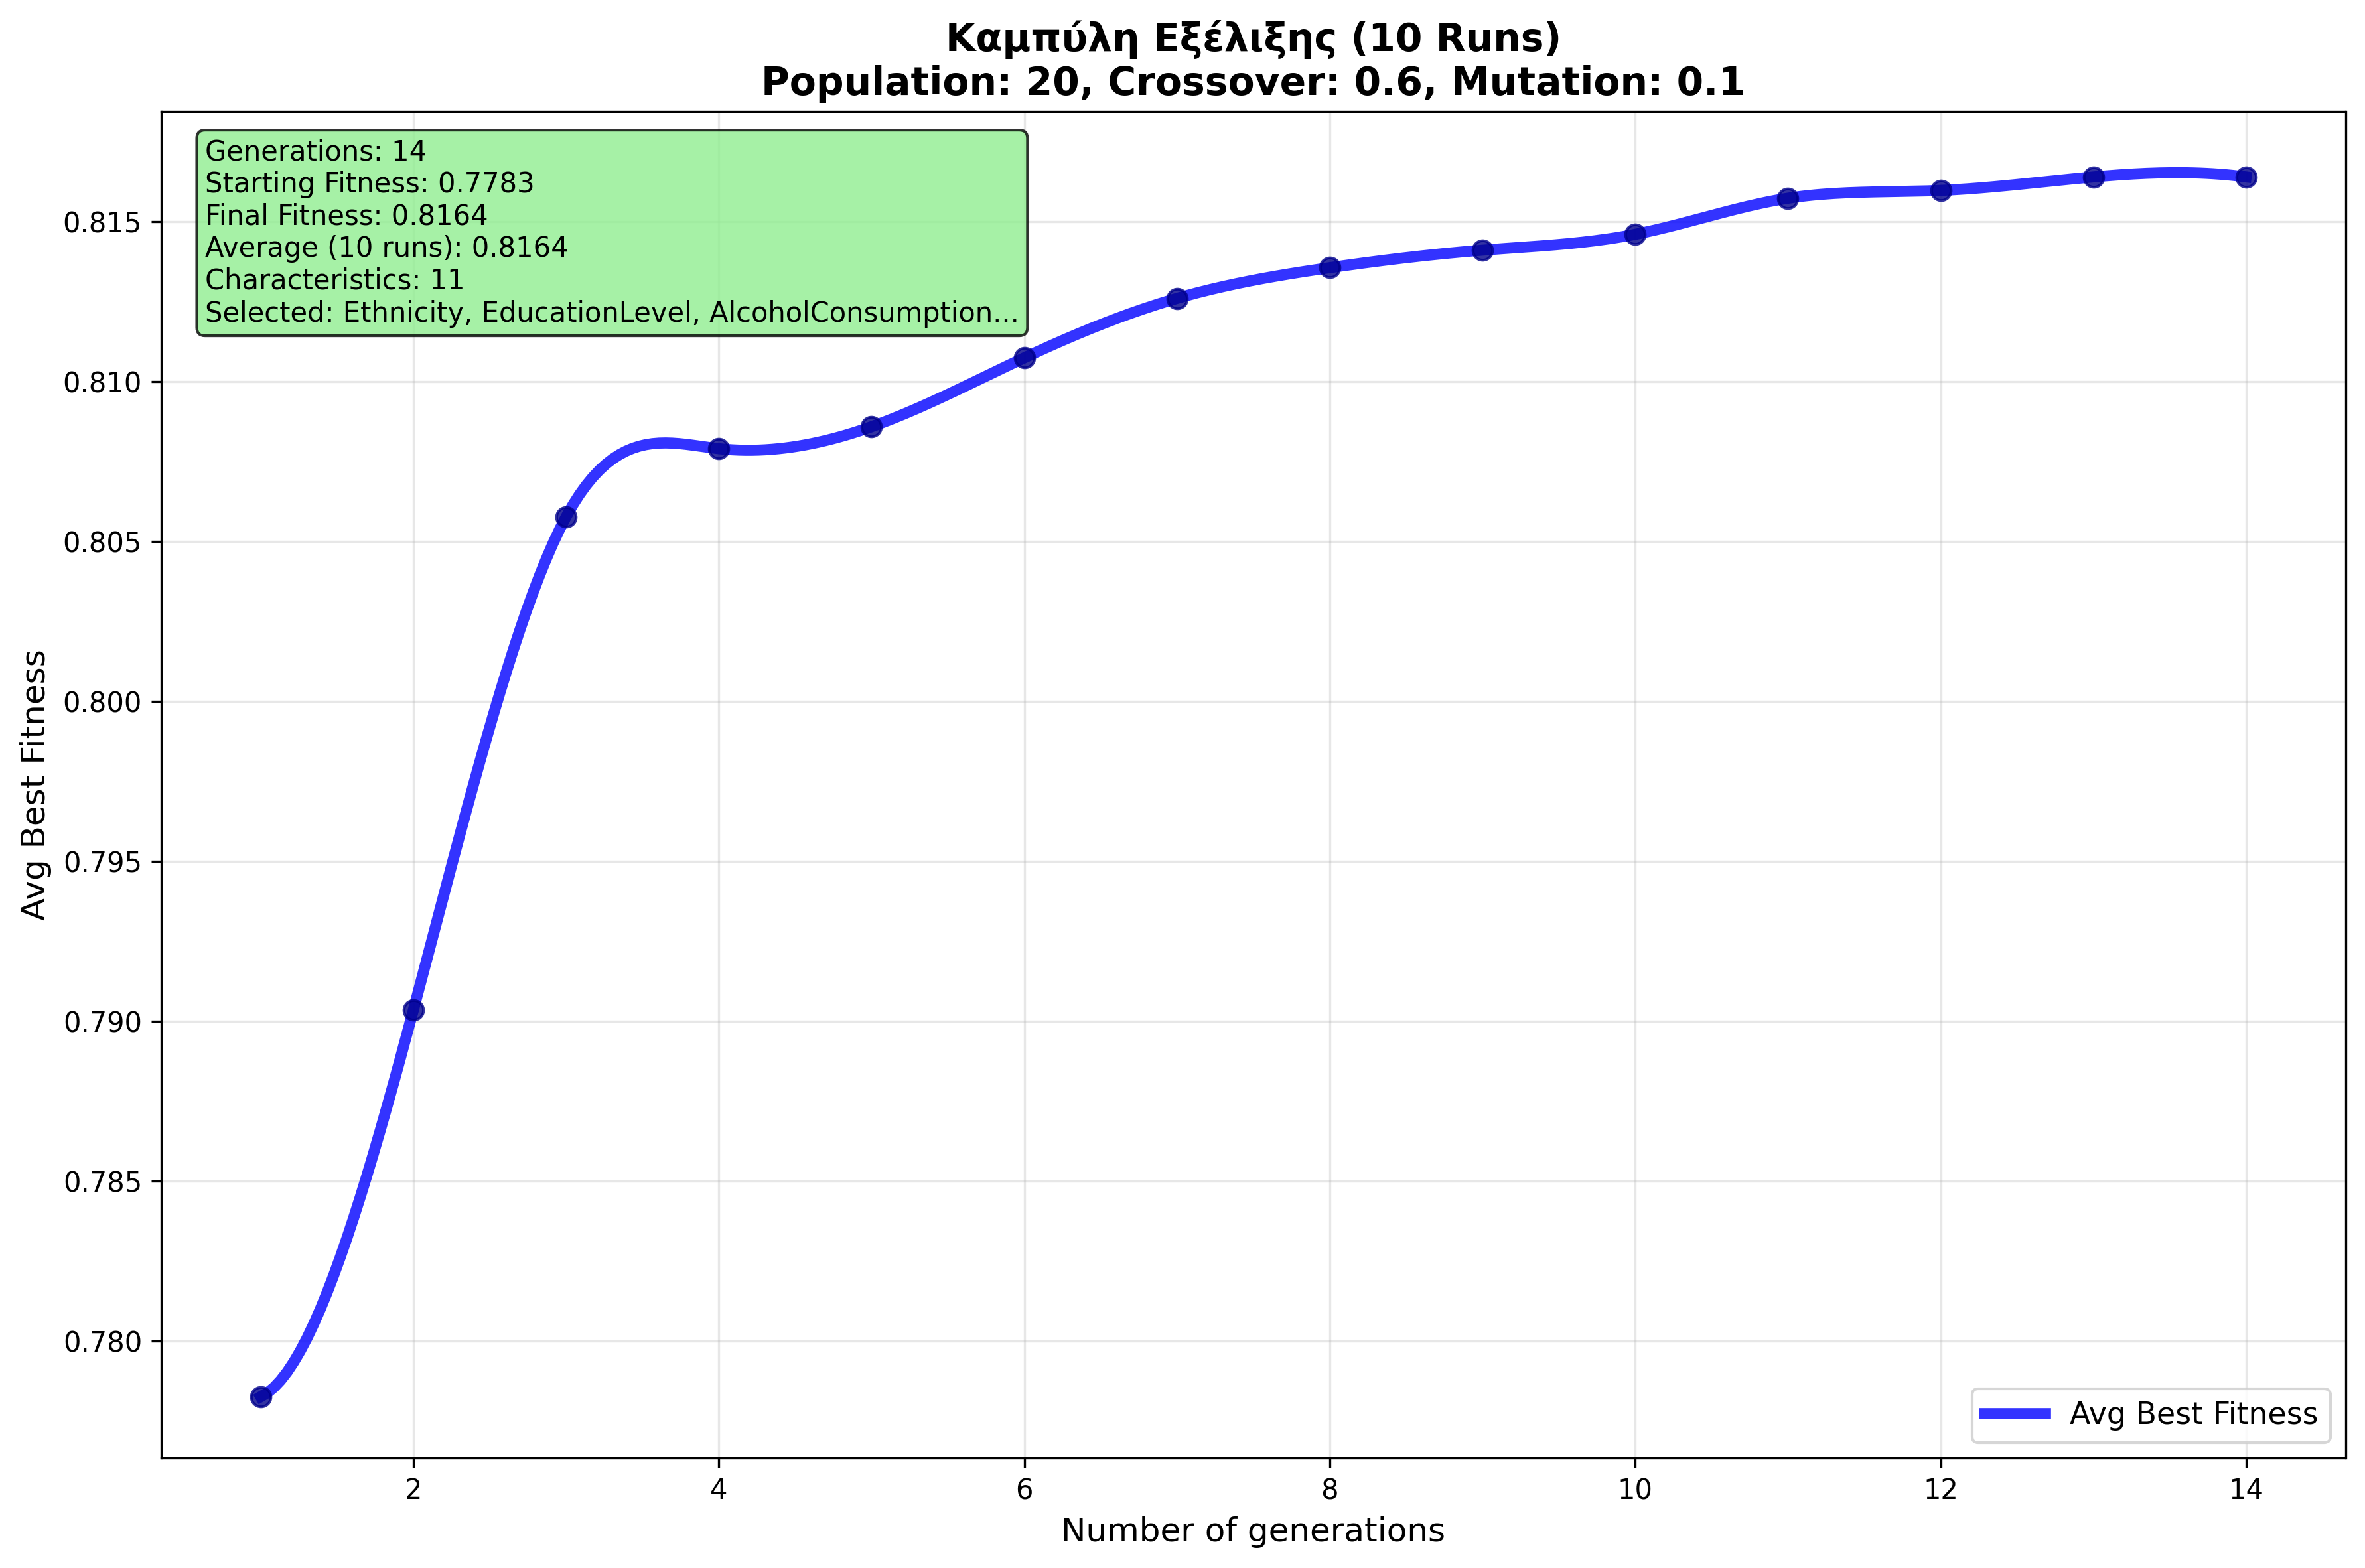 Καμπύλη Εξέλιξης (10 Runs)
Population: 20, Crossover: 0.6, Mutation: 0.1
Generations: 14
Starting Fitness: 0.7783
Final Fitness: 0.8164
Average (10 runs): 0.8164
Characteristics: 11
Selected: Ethnicity, EducationLevel, AlcoholConsumption...
Avg Best Fitness
0.815
0.810
0.805
0.800
0.795
0.790
0.785
0.780
Avg Best Fitness
2 4 6 8 10 12 14
Number of generations